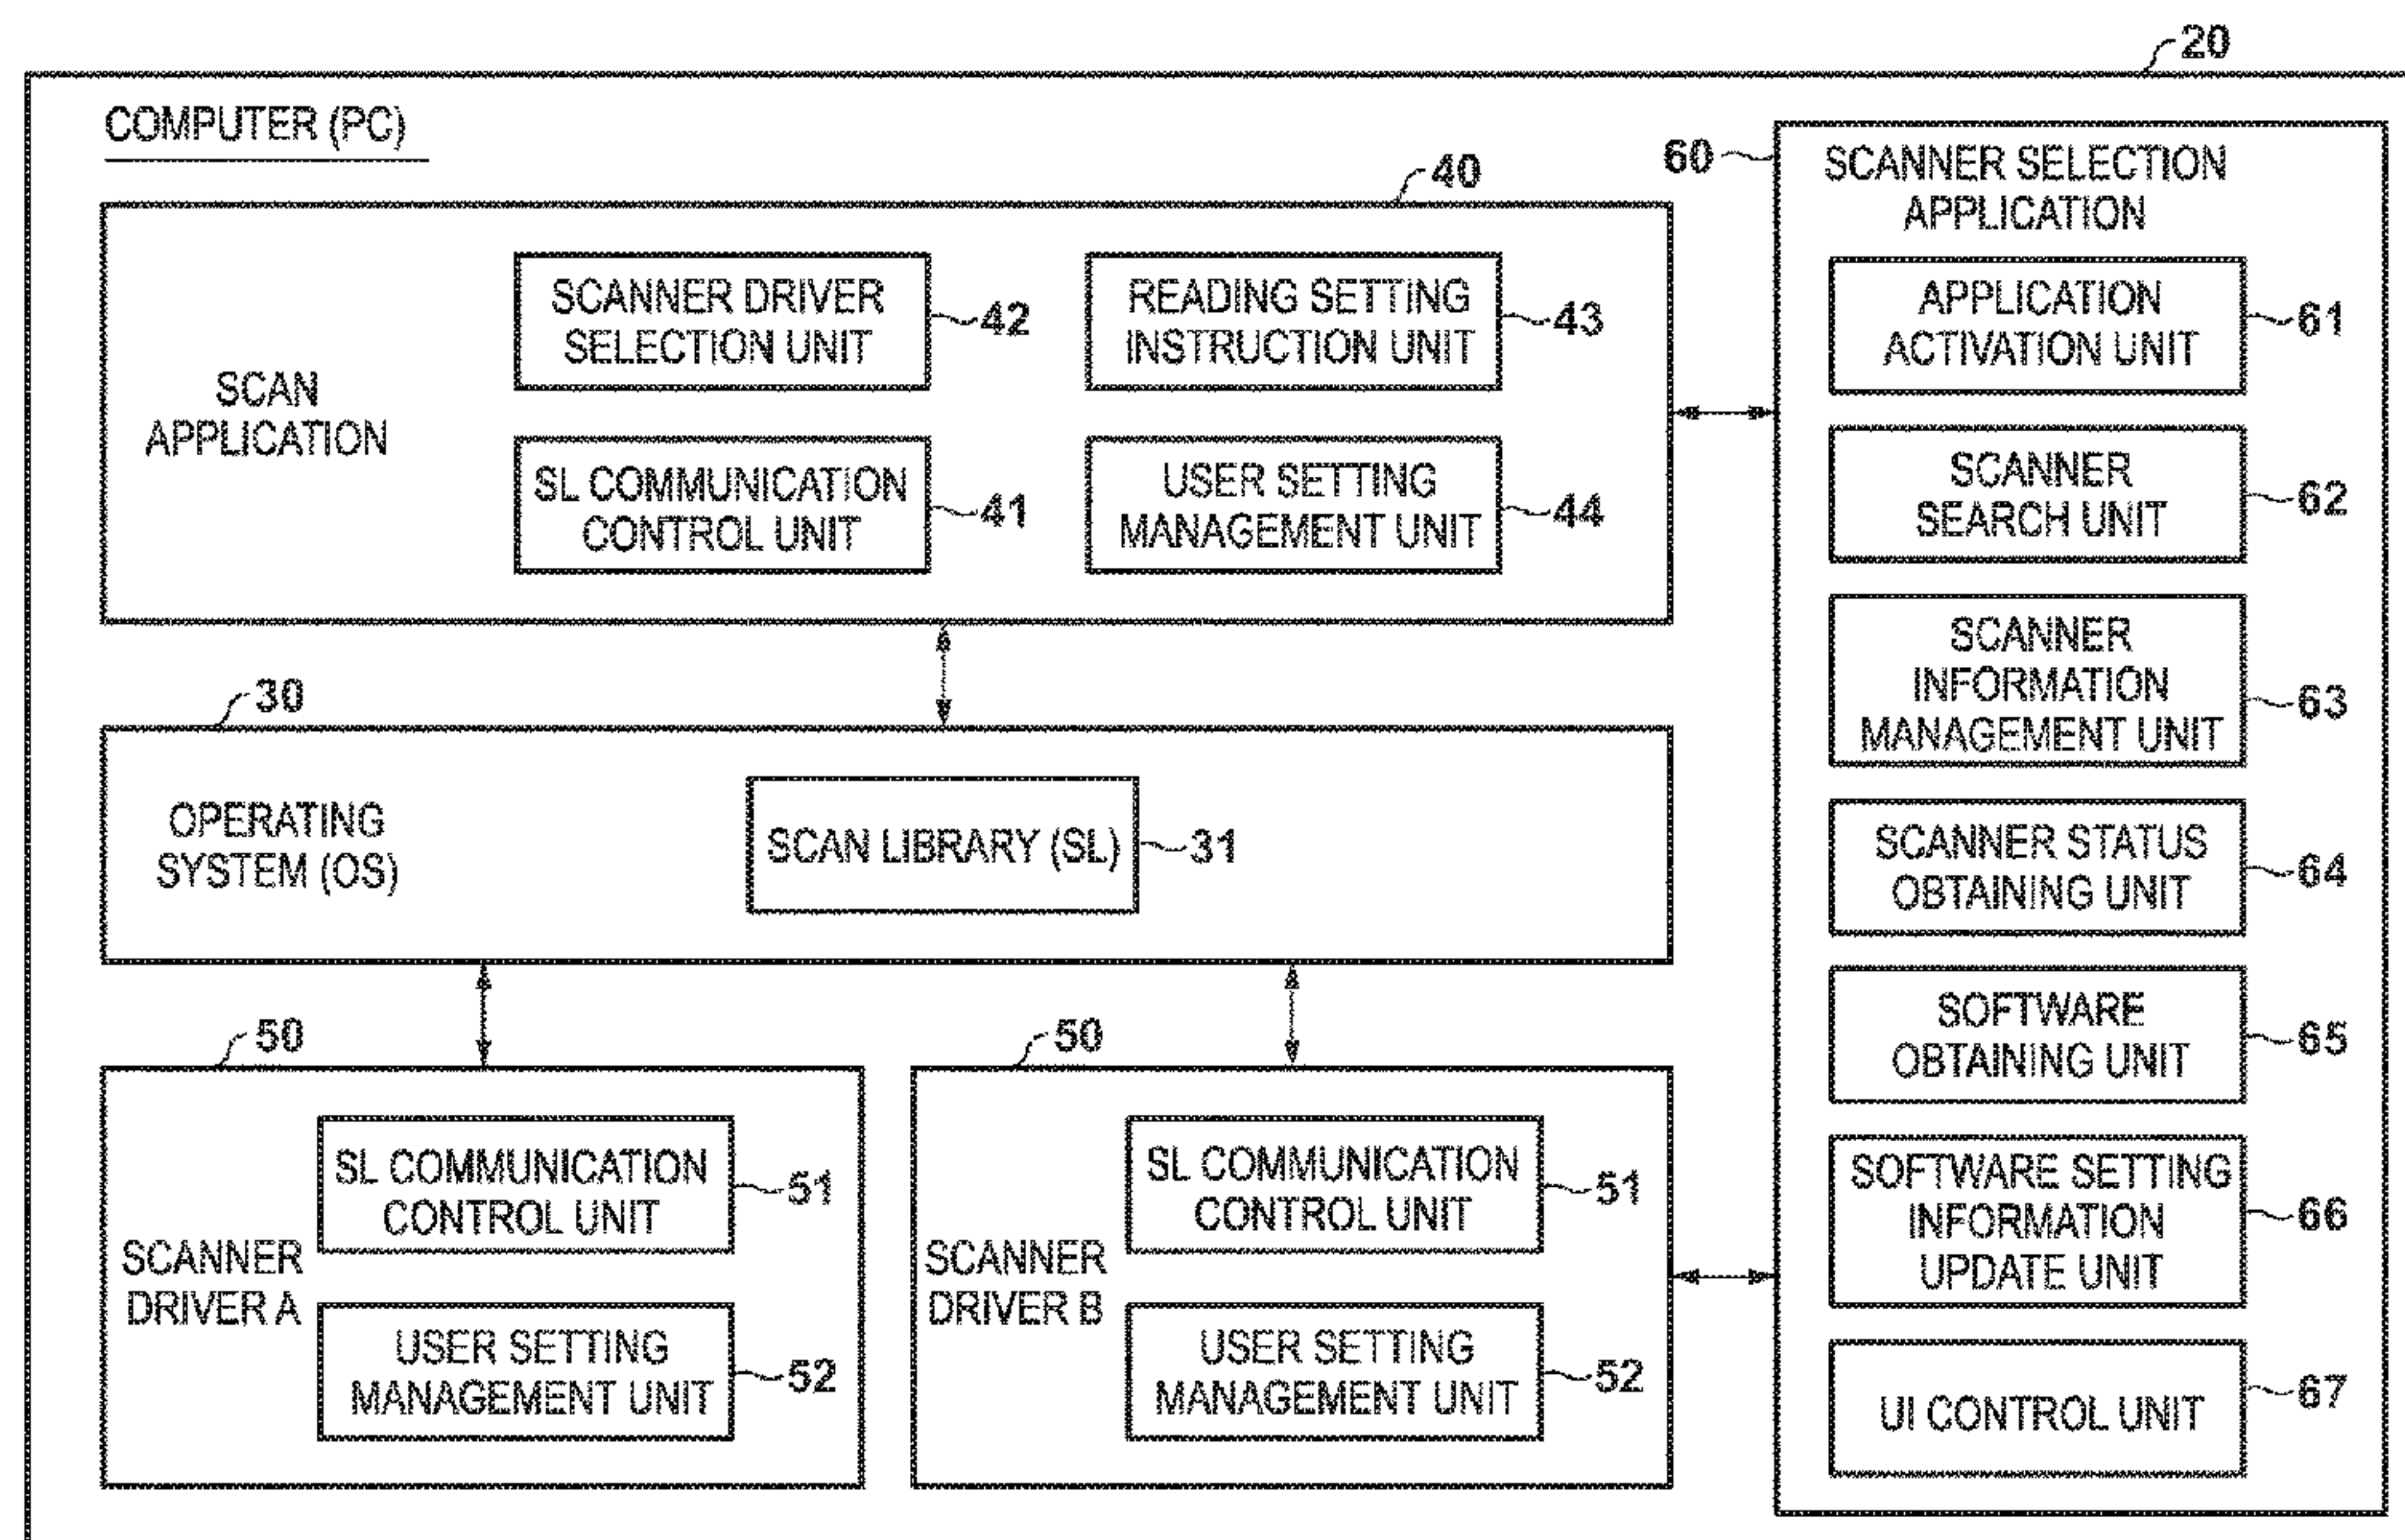 20
COMPUTER (PC)
40
SCAN
APPLICATION
SCANNER DRIVER
SELECTION UNIT
42
READING SETTING
INSTRUCTION UNIT
43
SL COMMUNICATION
CONTROL UNIT
41
USER SETTING
MANAGEMENT UNIT
44
30
OPERATING
SYSTEM (OS)
SCAN LIBRARY (SL)
31
50
SCANNER
DRIVER A
SL COMMUNICATION
CONTROL UNIT
51
USER SETTING
MANAGEMENT UNIT
52
50
SCANNER
DRIVER B
SL COMMUNICATION
CONTROL UNIT
51
USER SETTING
MANAGEMENT UNIT
52
60
SCANNER SELECTION
APPLICATION
APPLICATION
ACTIVATION UNIT
61
SCANNER
SEARCH UNIT
62
SCANNER
INFORMATION
MANAGEMENT UNIT
63
SCANNER STATUS
OBTAINING UNIT
64
SOFTWARE
OBTAINING UNIT
65
SOFTWARE SETTING
INFORMATION
UPDATE UNIT
66
UI CONTROL UNIT
67